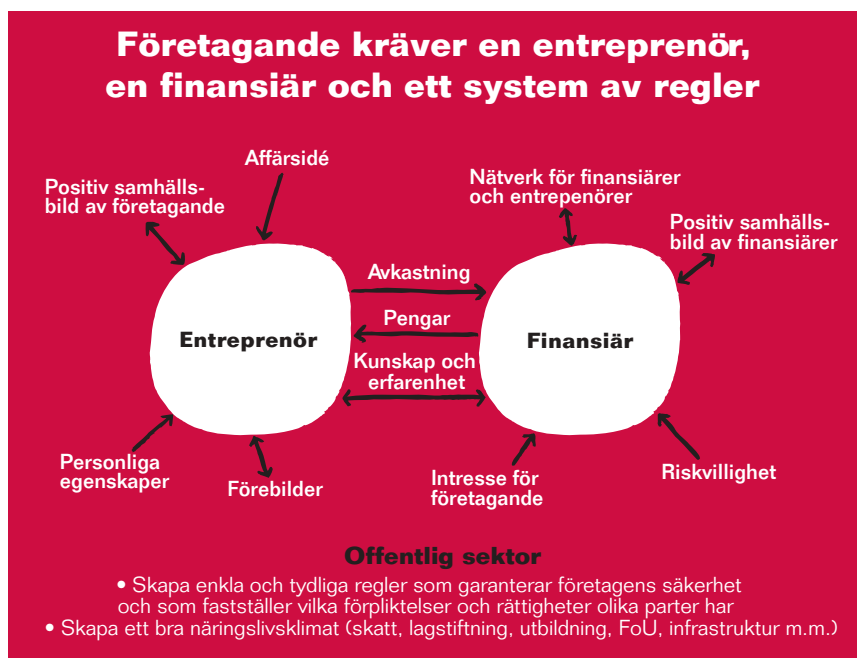 Företagande kräver en entreprenör,
en finansiär och ett system av regler
Affärsidé
Positiv samhälls-
bild av företagande
Nätverk för finansiärer
och entrepenörer
Positiv samhälls-
bild av finansiärer
Avkastning
Pengar
Entreprenör
Finansiär
Kunskap och
erfarenhet
Personliga
egenskaper
Förebilder
Intresse för
företagande
Riskvillighet
Offentlig sektor
• Skapa enkla och tydliga regler som garanterar företagens säkerhet
och som fastställer vilka förpliktelser och rättigheter olika parter har
• Skapa ett bra näringslivsklimat (skatt, lagstiftning, utbildning, FoU, infrastruktur m.m.)